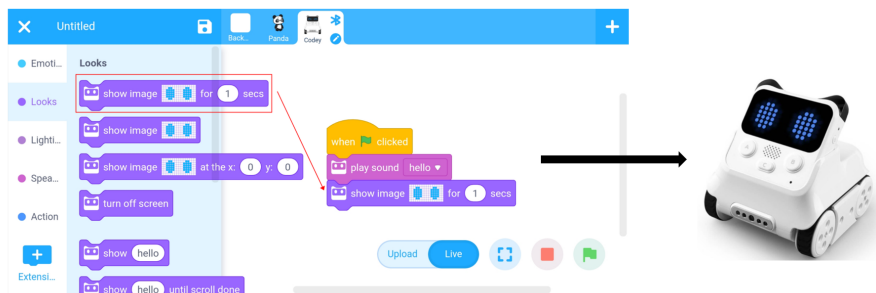 Untitled
Back...
Panda
Codey
Emoti...
Looks
Lighti...
Spea...
Action
Extensi...
Looks
show image for 1 secs
show image
show image at the x: 0 y: 0
turn off screen
show hello
show hello until scroll done
when clicked
play sound hello
show image for 1 secs
Upload
Live